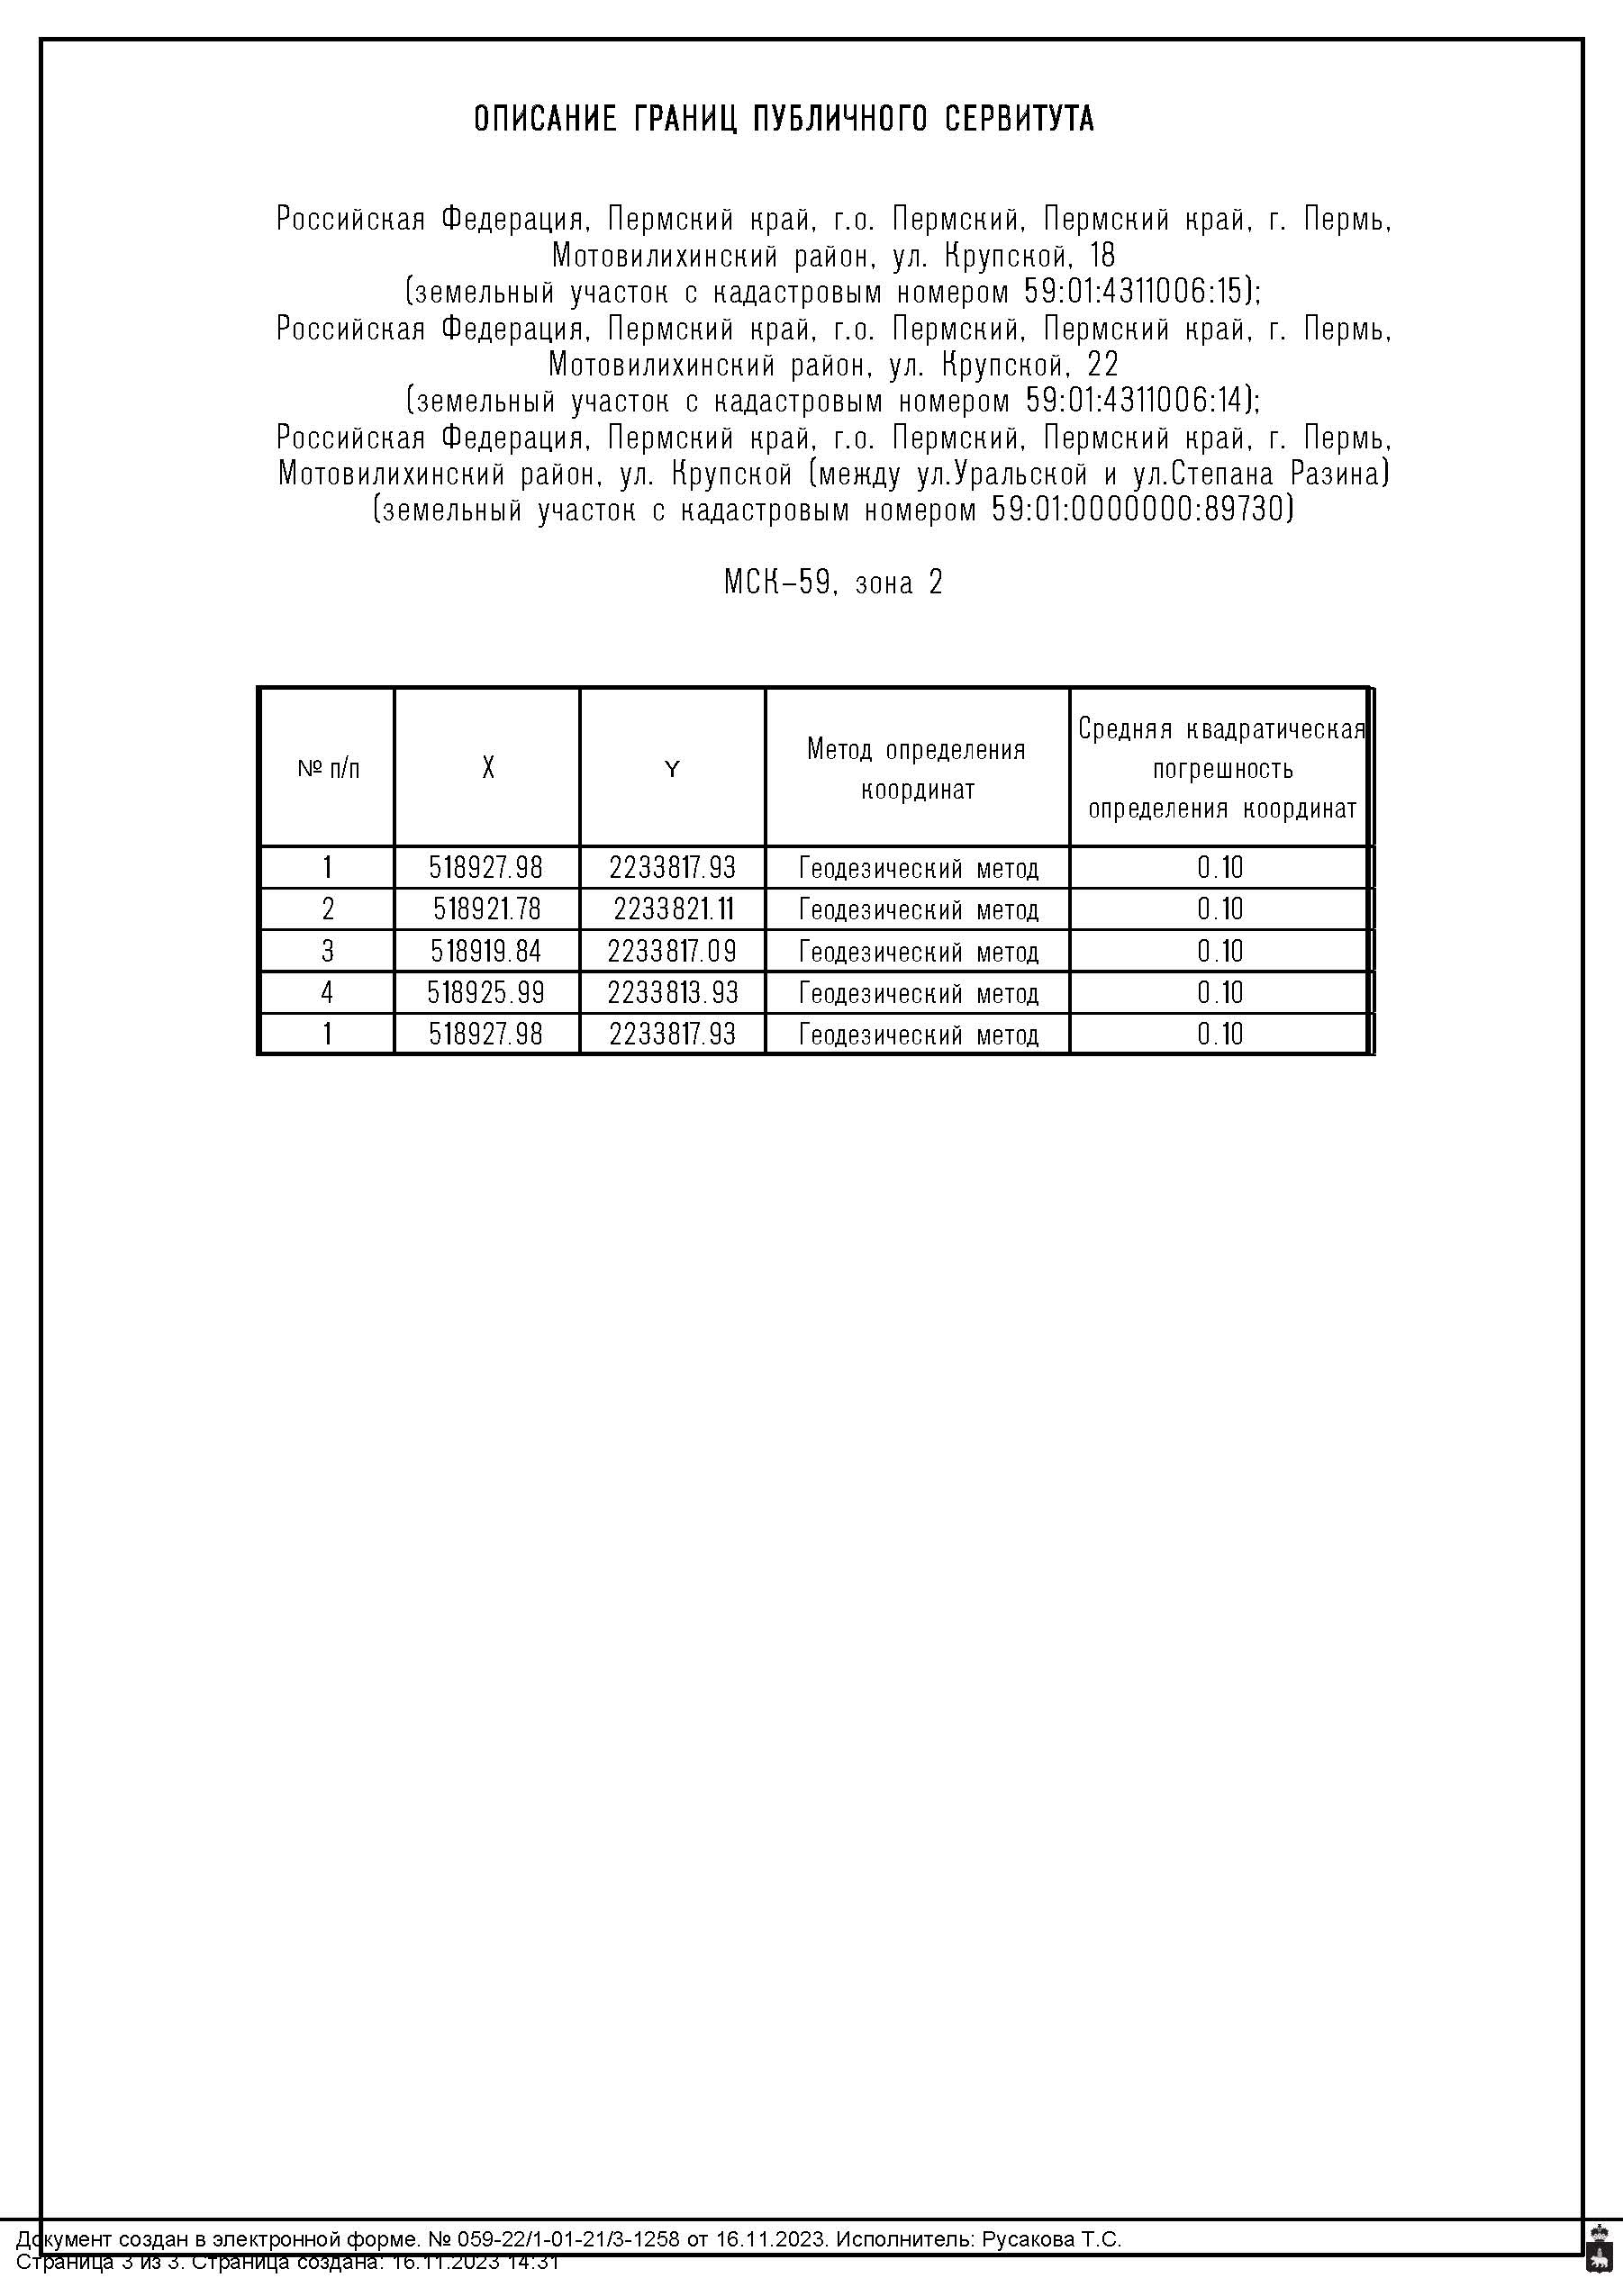 ОПИСАНИЕ ГРАНИЦ ПУБЛИЧНОГО СЕРВИТУТА
Российская Федерация, Пермский край, г.о. Пермский, Пермский край, г. Пермь,
Мотовилихинский район, ул. Крупской, 18
(земельный участок с кадастровым номером 59:01:4311006:15);
Российская Федерация, Пермский край, г.о. Пермский, Пермский край, г. Пермь,
Мотовилихинский район, ул. Крупской, 22
(земельный участок с кадастровым номером 59:01:4311006:14);
Российская Федерация, Пермский край, г.о. Пермский, Пермский край, г. Пермь,
Мотовилихинский район, ул. Крупской (между ул.Уральской и ул.Степана Разина)
(земельный участок с кадастровым номером 59:01:0000000:89730)
МСК-59, зона 2
№ п/п X Y Метод определения координат Средняя квадратическая погрешность определения координат
1 518927.98 2233817.93 Геодезический метод 0.10
2 518921.78 2233821.11 Геодезический метод 0.10
3 518919.84 2233817.09 Геодезический метод 0.10
4 518925.99 2233813.93 Геодезический метод 0.10
1 518927.98 2233817.93 Геодезический метод 0.10
Документ создан в электронной форме. № 059-22/1-01-21/3-1258 от 16.11.2023. Исполнитель: Русакова Т.С.
Страница 3 из 3. Страница создана: 16.11.2023 14:31